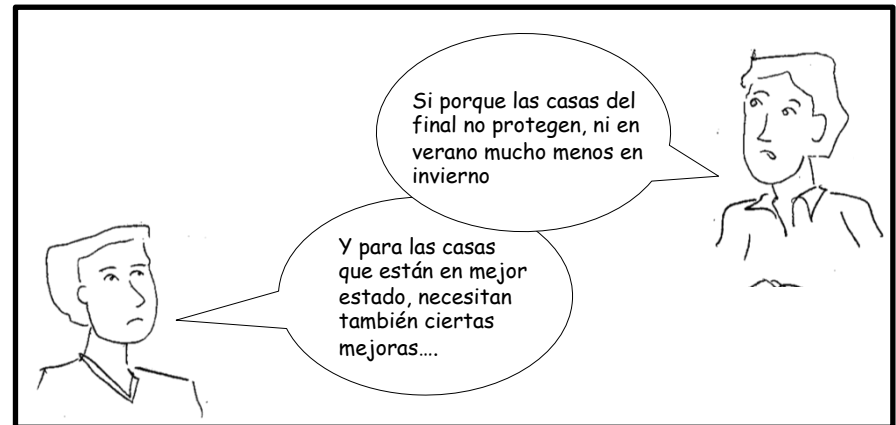 Si porque las casas del
final no protegen, ni en
verano mucho menos en
invierno
Y para las casas
que están en mejor
estado, necesitan
también ciertas
mejoras....